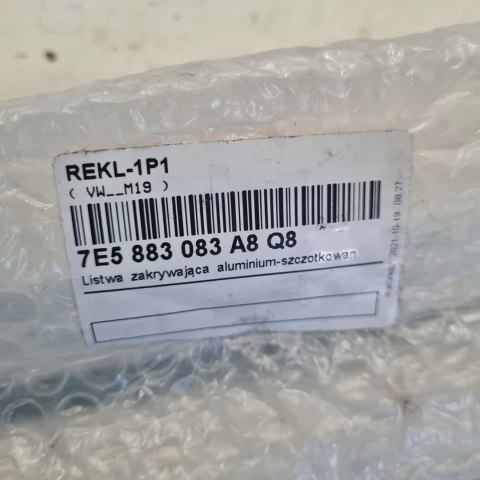 REKL-1P1
( VW__M19 )
7E5 883 083 A8 Q8
Listwa zakrywająca aluminium-szczotkowan
2021-10-19 08:27